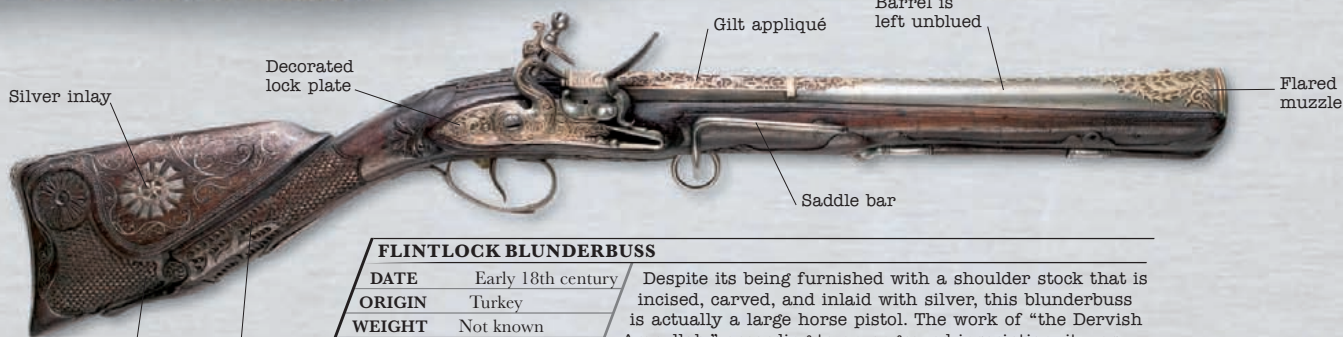 Barrel is
left unblued
Gilt appliqué
Decorated
lock plate
Silver inlay
Flared
muzzle
Saddle bar
FLINTLOCK BLUNDERBUSS
DATE Early 18th century
ORIGIN Turkey
WEIGHT Not known
Despite its being furnished with a shoulder stock that is
incised, carved, and inlaid with silver, this blunderbuss
is actually a large horse pistol. The work of “the Dervish